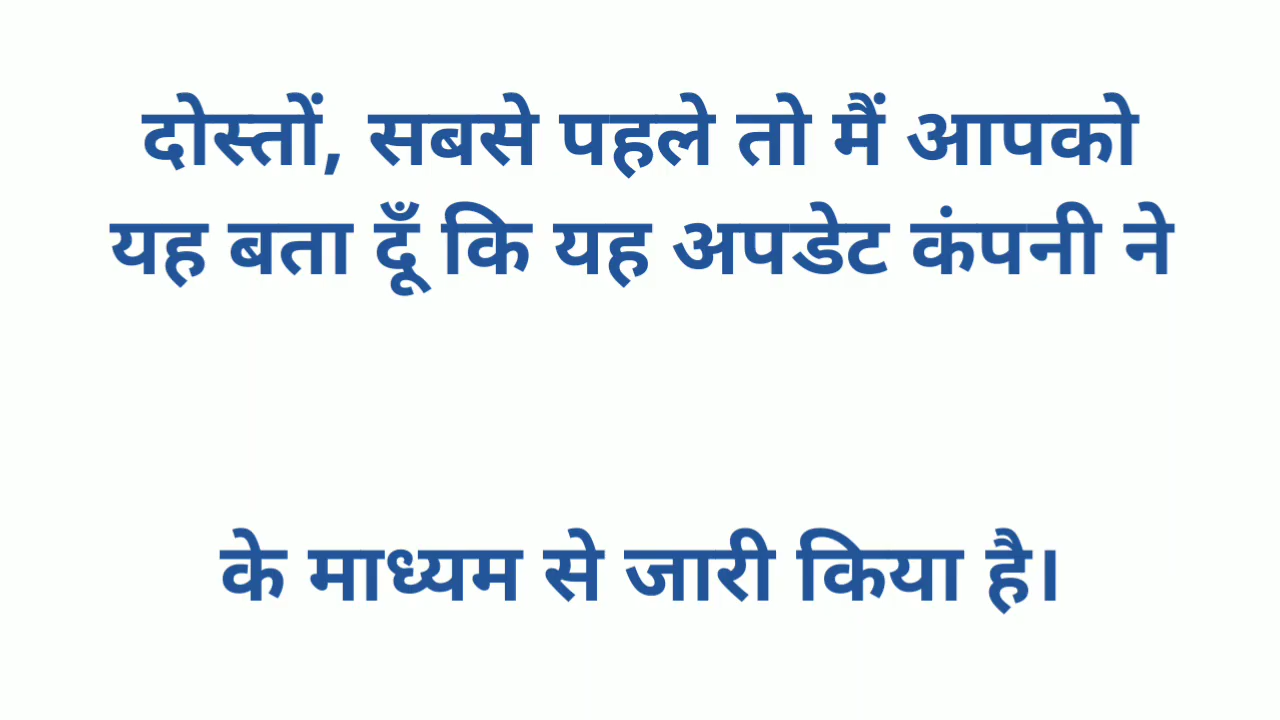 दोस्तों, सबसे पहले तो मैं आपको
यह बता दूँ कि यह अपडेट कंपनी ने
के माध्यम से जारी किया है।